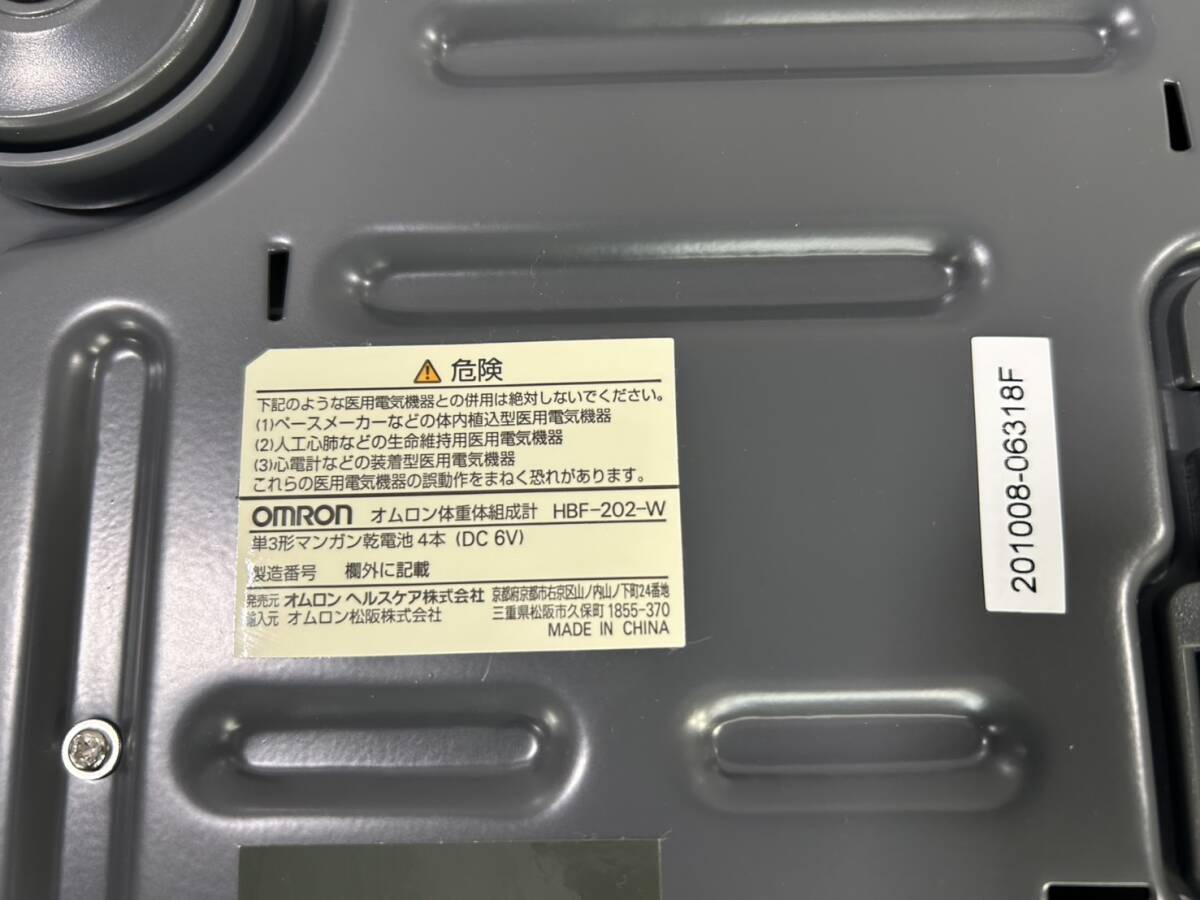 ⚠ 危険
下記のような医用電気機器との併用は絶対しないでください。
(1)ペースメーカーなどの体内植込型医用電気機器
(2)人工心肺などの生命維持用医用電気機器
(3)心電計などの装着型医用電気機器
これらの医用電気機器の誤動作をまねく恐れがあります。
OMRON オムロン体重体組成計 HBF-202-W
単3形マンガン乾電池 4本 (DC 6V)
製造番号 欄外に記載
発売元 オムロン ヘルスケア株式会社 京都府京都市右京区山ノ内山ノ下町24番地
輸入元 オムロン松阪株式会社 三重県松阪市久保町 1855-370
MADE IN CHINA
201008-06318F